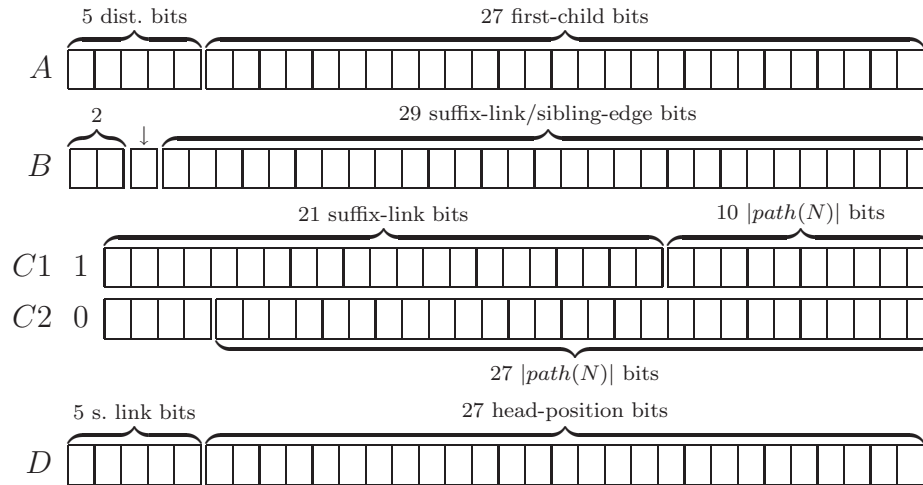 5 dist. bits 27 first-child bits
A
2 ↓ 29 suffix-link/sibling-edge bits
B
21 suffix-link bits 10 |path(N)| bits
C1 1
C2 0
27 |path(N)| bits
5 s. link bits 27 head-position bits
D